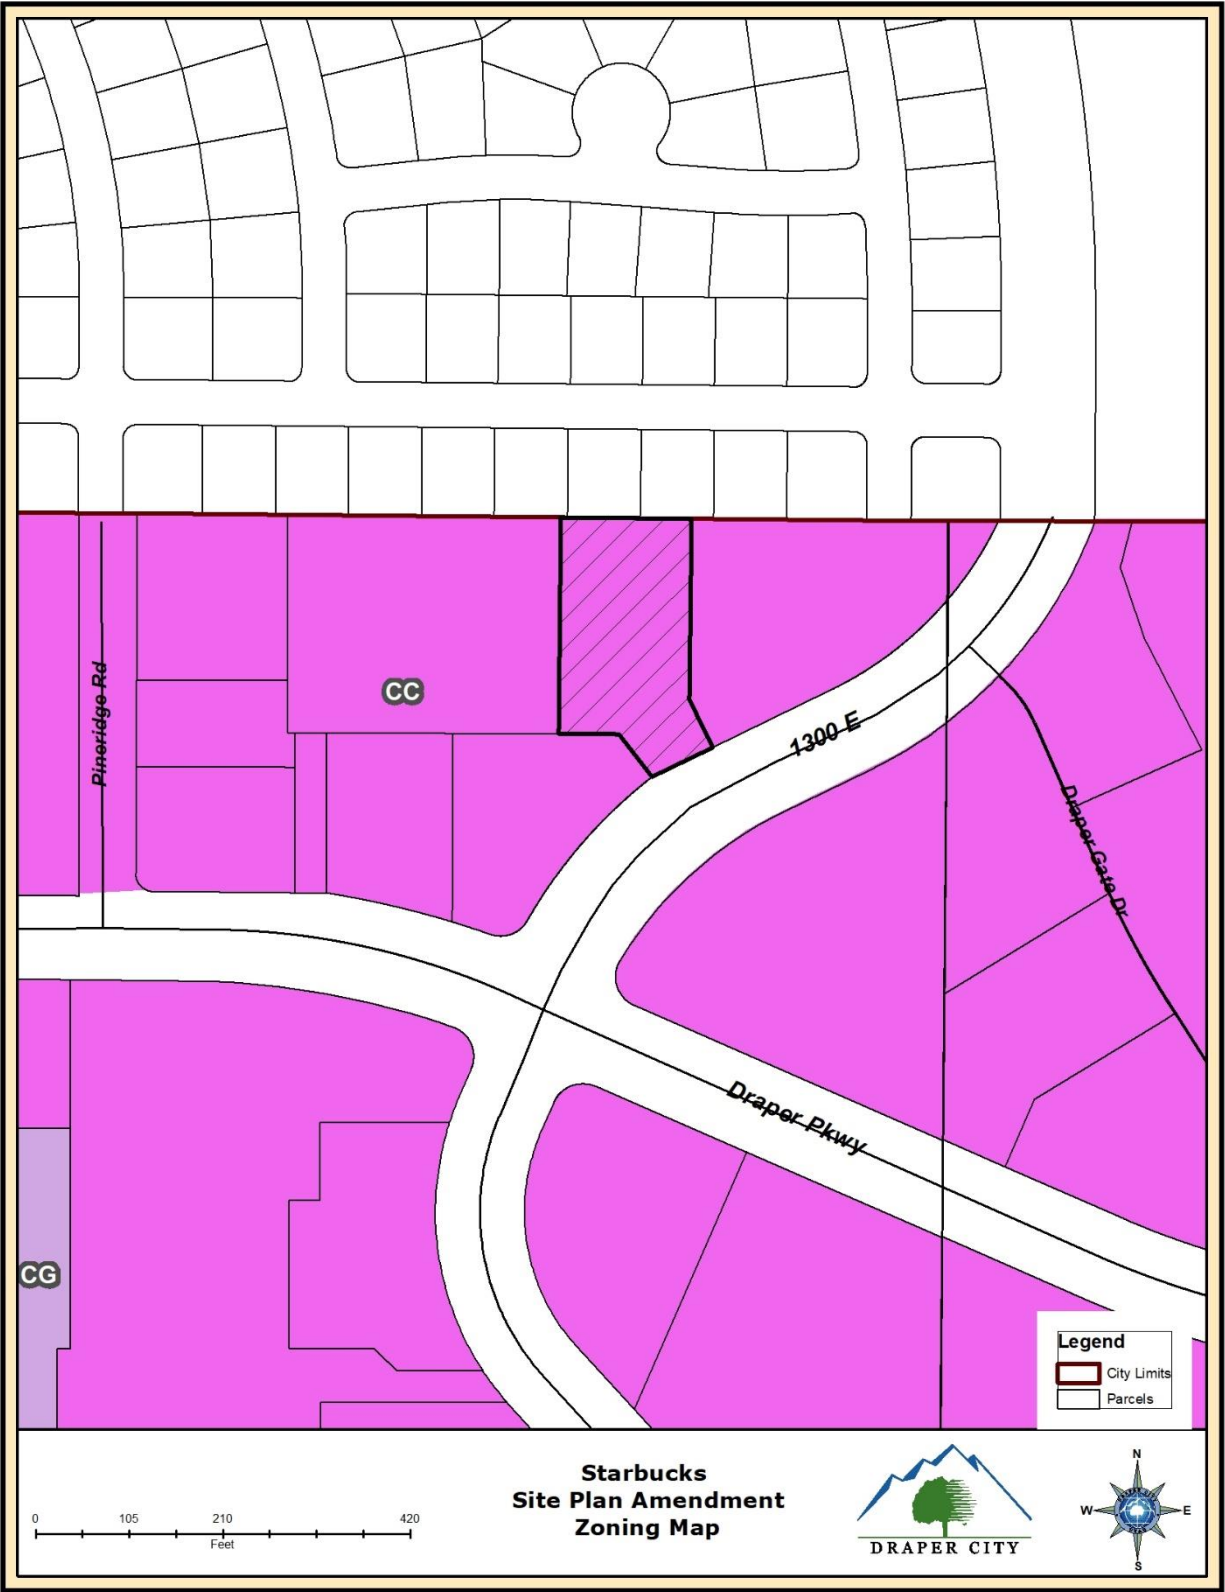 CC
Pineridge Rd
1300 E
Draper Gate Dr
Draper Pkwy
CG
Legend
City Limits
Parcels
Starbucks
Site Plan Amendment
Zoning Map
0 105 210 420
Feet
DRAPER CITY
N
W E
S